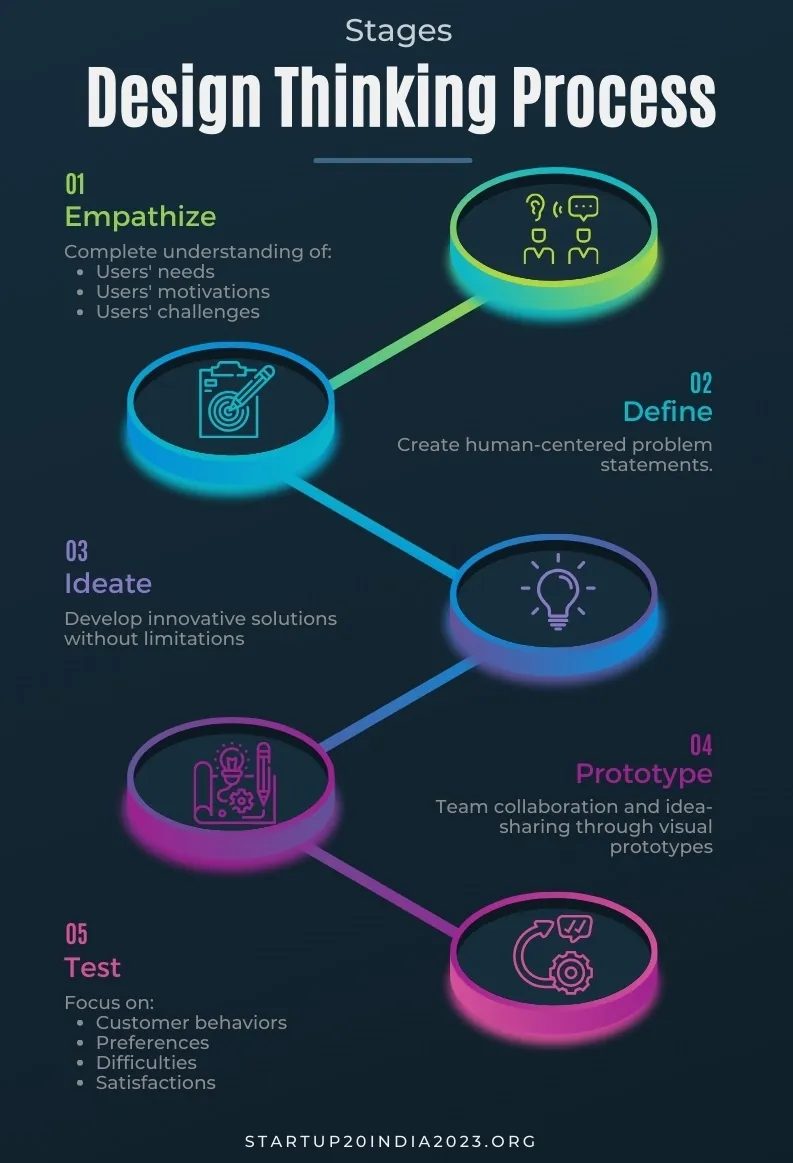 Stages
Design Thinking Process
01
Empathize
Complete understanding of:
• Users' needs
• Users' motivations
• Users' challenges
02
Define
Create human-centered problem
statements.
03
Ideate
Develop innovative solutions
without limitations
04
Prototype
Team collaboration and idea-
sharing through visual
prototypes
05
Test
Focus on:
• Customer behaviors
• Preferences
• Difficulties
• Satisfactions
STARTUP20INDIA2023.ORG